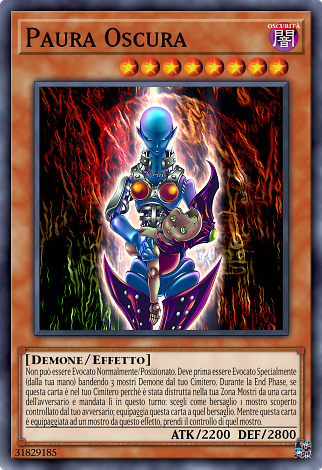 Paura Oscura
OSCURITÀ
闇
[Demone/Effetto]
Non può essere Evocato Normalmente/Posizionato. Deve prima essere Evocato Specialmente
(dalla tua mano) bandendo 3 mostri Demone dal tuo Cimitero. Durante la End Phase, se
questa carta è nel tuo Cimitero perché è stata distrutta nella tua Zona Mostri da una carta
dell'avversario e mandata lì in questo turno: scegli come bersaglio 1 mostro scoperto
controllato dal tuo avversario; equipaggia questa carta a quel bersaglio. Mentre questa carta
è equipaggiata ad un mostro da questo effetto, prendi il controllo di quel mostro.
ATK/2200 DEF/2800
31829185